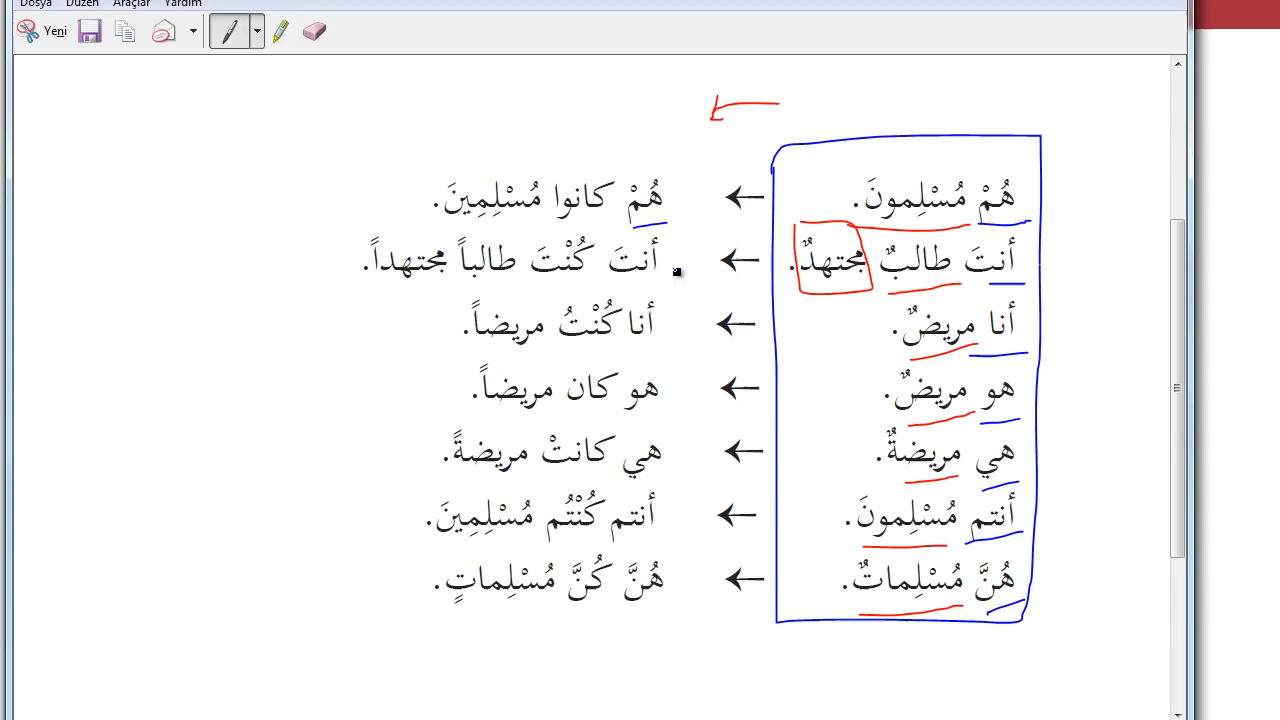 Dosya Düzen Araçlar Yardım
Yeni
هُمْ مُسْلِمونَ. ← هُمْ كانوا مُسْلِمِينَ.
أنتَ طالبٌ مجتهدٌ. ← أنتَ كُنْتَ طالباً مجتهداً.
أنا مريضٌ. ← أنا كُنْتُ مريضاً.
هو مريضٌ. ← هو كان مريضاً.
هي مريضةٌ. ← هي كانتْ مريضةً.
أنتم مُسْلِمونَ. ← أنتم كُنْتُم مُسْلِمِينَ.
هُنَّ مُسْلِماتٌ. ← هُنَّ كُنَّ مُسْلِماتٍ.